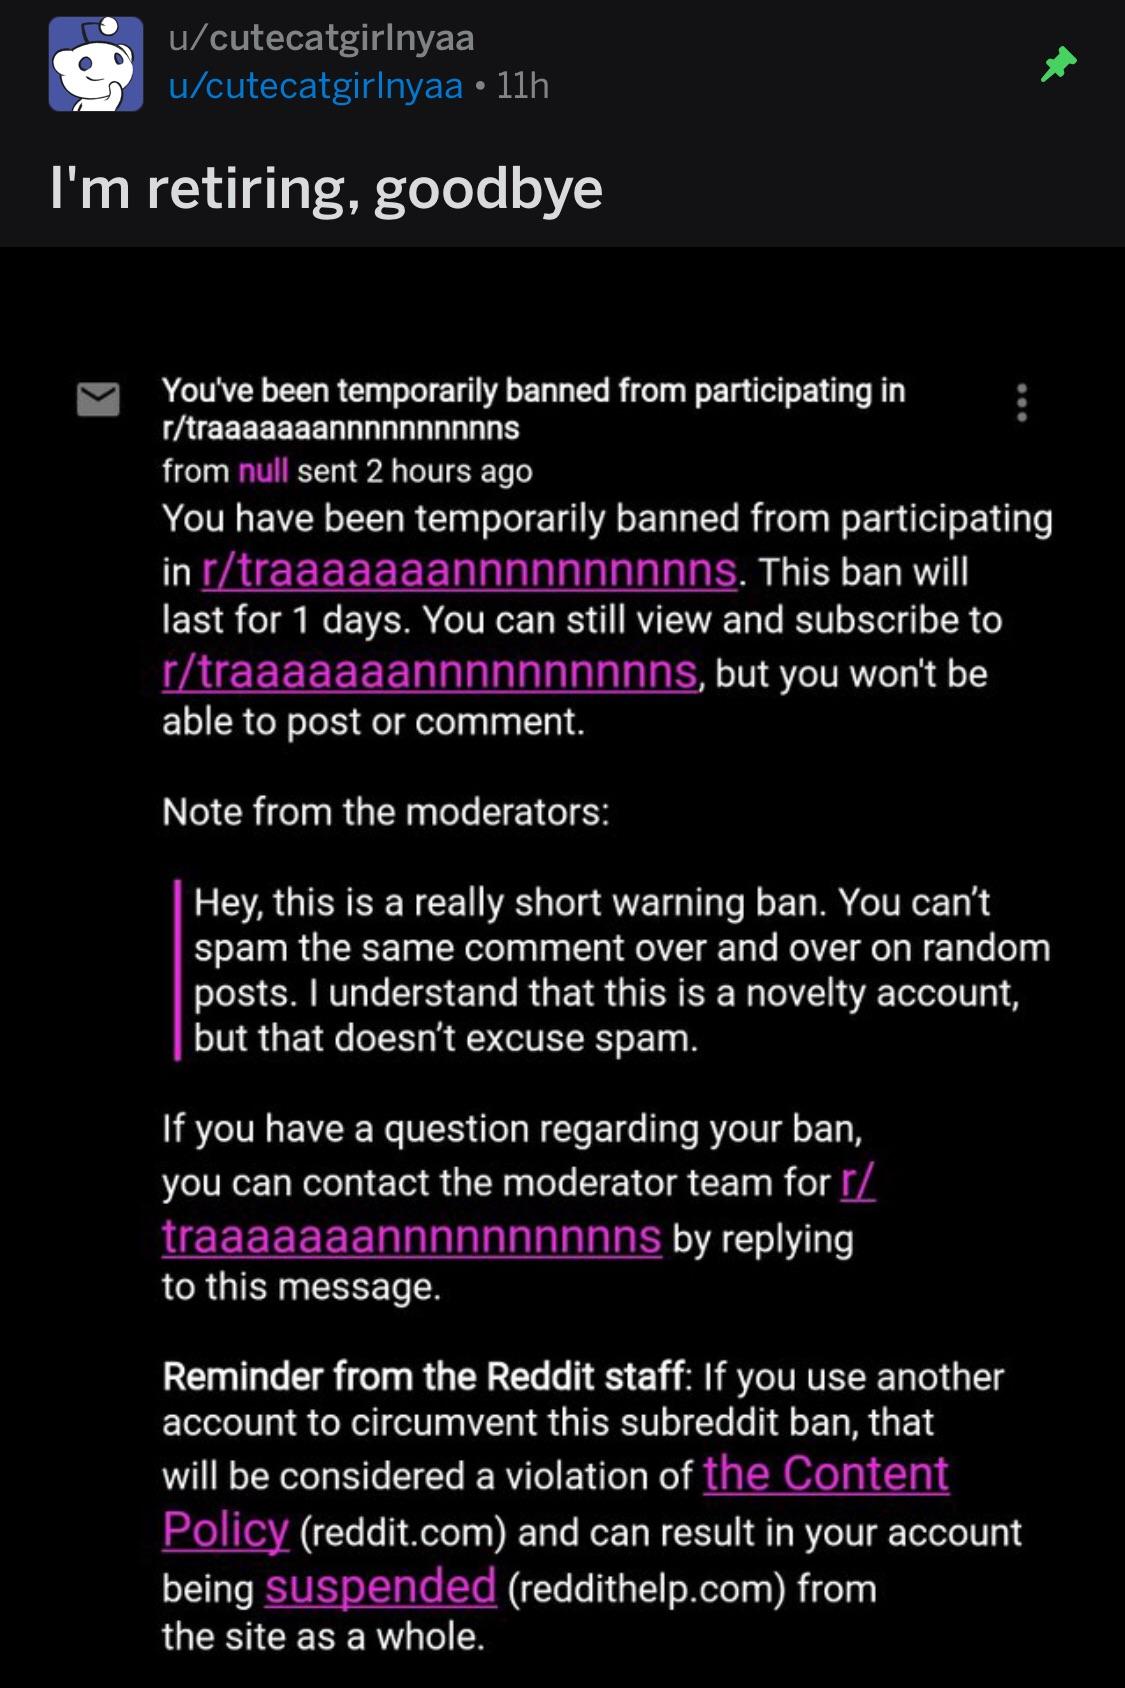 u/cutecatgirlnyaa
u/cutecatgirlnyaa • 11h
I'm retiring, goodbye
You've been temporarily banned from participating in
r/traaaaaaannnnnnnnnns
from null sent 2 hours ago
You have been temporarily banned from participating
in r/traaaaaaannnnnnnnnns. This ban will
last for 1 days. You can still view and subscribe to
r/traaaaaaannnnnnnnnns, but you won't be
able to post or comment.
Note from the moderators:
Hey, this is a really short warning ban. You can’t
spam the same comment over and over on random
posts. I understand that this is a novelty account,
but that doesn’t excuse spam.
If you have a question regarding your ban,
you can contact the moderator team for r/
traaaaaaannnnnnnnnns by replying
to this message.
Reminder from the Reddit staff: If you use another
account to circumvent this subreddit ban, that
will be considered a violation of the Content
Policy (reddit.com) and can result in your account
being suspended (reddithelp.com) from
the site as a whole.